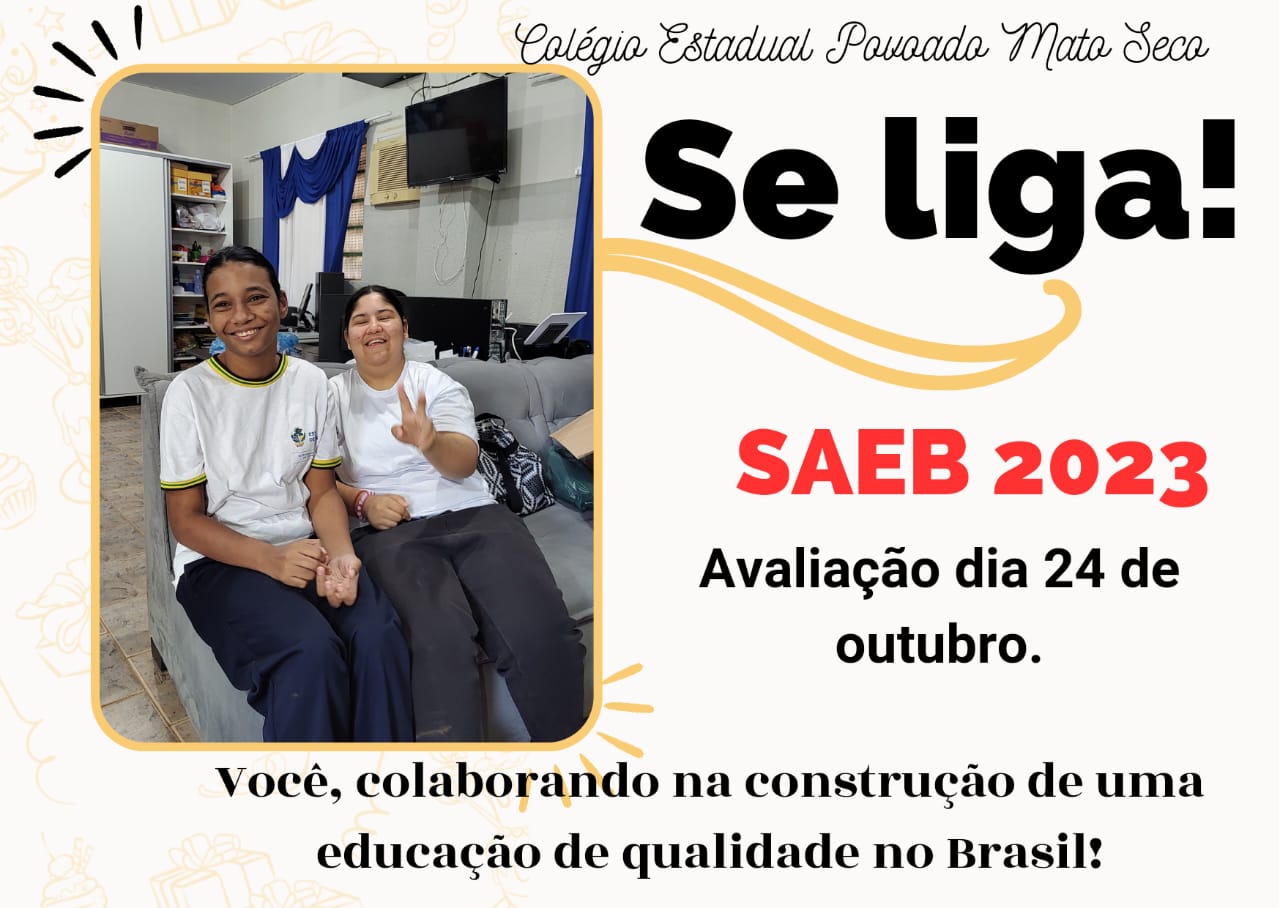 Colégio Estadual Povoado Mato Seco
Se liga!
SAEB 2023
Avaliação dia 24 de
outubro.
Você, colaborando na construção de uma
educação de qualidade no Brasil!